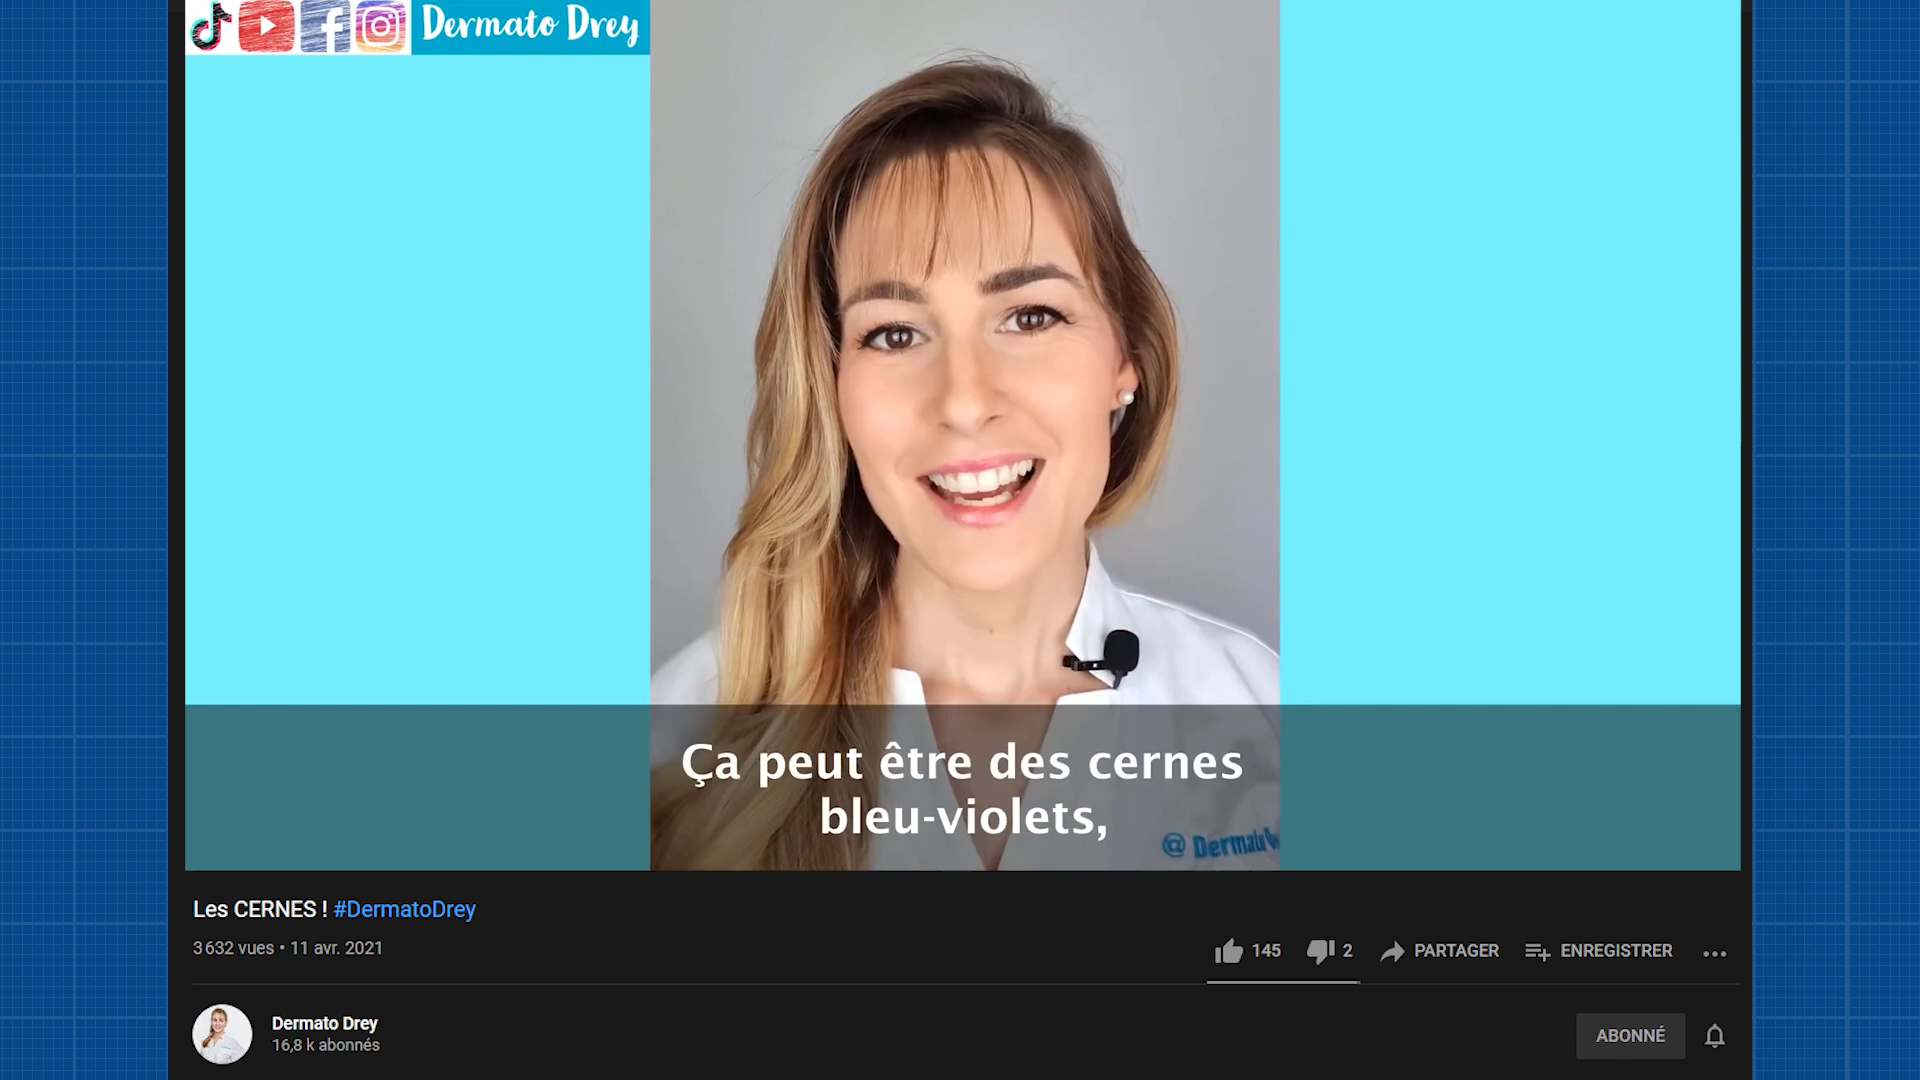 Dermato Drey
Ça peut être des cernes
bleu-violets,
@ Dermato
Les CERNES ! #DermatoDrey
3 632 vues • 11 avr. 2021
145
2
PARTAGER
ENREGISTRER
Dermato Drey
16,8 k abonnés
ABONNÉ